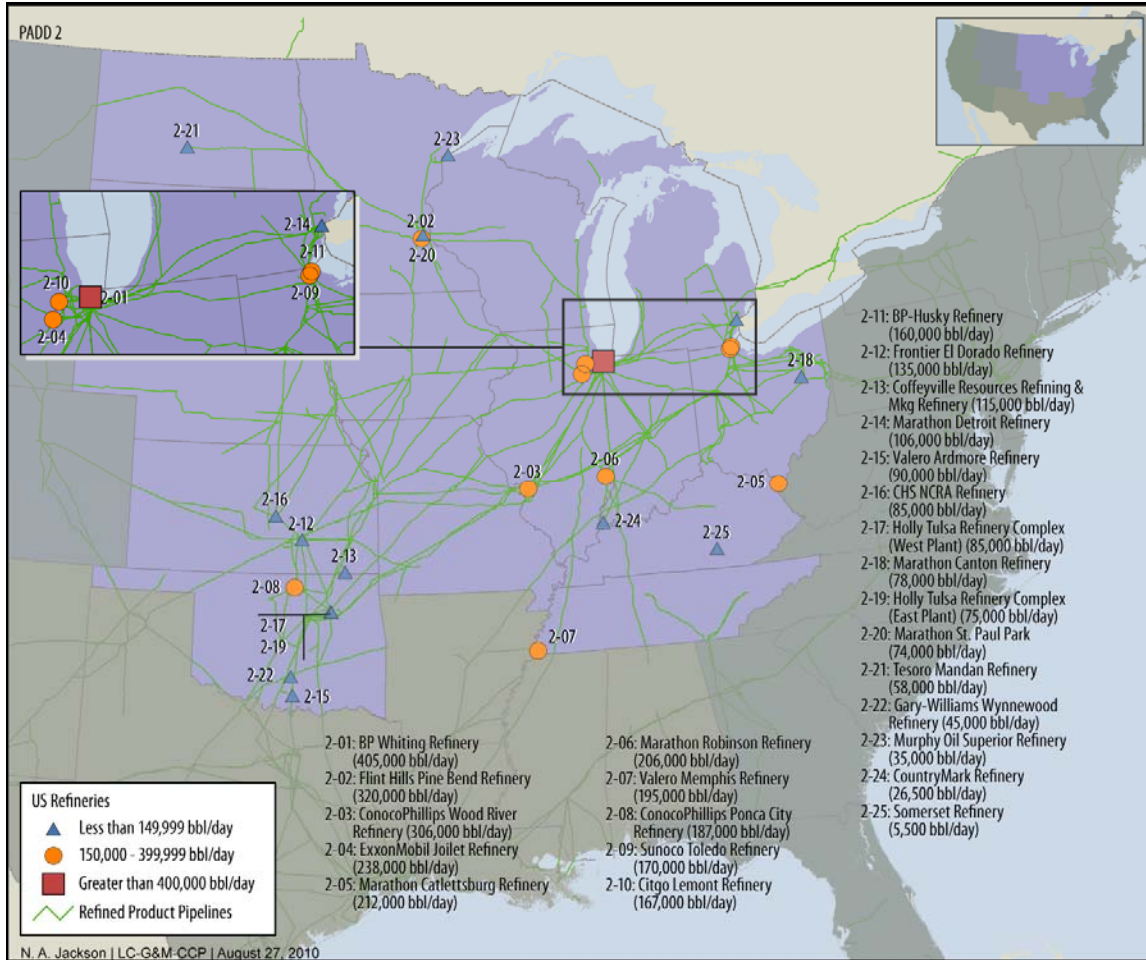 PADD 2
2-21
2-23
2-02
2-20
2-14
2-11
2-10
2-01
2-09
2-04
2-18
2-03
2-06
2-05
2-16
2-12
2-24
2-25
2-13
2-08
2-17
2-19
2-07
2-22
2-15
2-01: BP Whiting Refinery
(405,000 bbl/day)
2-02: Flint Hills Pine Bend Refinery
(320,000 bbl/day)
2-03: ConocoPhillips Wood River
Refinery (306,000 bbl/day)
2-04: ExxonMobil Joilet Refinery
(238,000 bbl/day)
2-05: Marathon Catlettsburg Refinery
(212,000 bbl/day)
2-06: Marathon Robinson Refinery
(206,000 bbl/day)
2-07: Valero Memphis Refinery
(195,000 bbl/day)
2-08: ConocoPhillips Ponca City
Refinery (187,000 bbl/day)
2-09: Sunoco Toledo Refinery
(170,000 bbl/day)
2-10: Citgo Lemont Refinery
(167,000 bbl/day)
2-11: BP-Husky Refinery
(160,000 bbl/day)
2-12: Frontier El Dorado Refinery
(135,000 bbl/day)
2-13: Coffeyville Resources Refining &
Mkg Refinery (115,000 bbl/day)
2-14: Marathon Detroit Refinery
(106,000 bbl/day)
2-15: Valero Ardmore Refinery
(90,000 bbl/day)
2-16: CHS NCRA Refinery
(85,000 bbl/day)
2-17: Holly Tulsa Refinery Complex
(West Plant) (85,000 bbl/day)
2-18: Marathon Canton Refinery
(78,000 bbl/day)
2-19: Holly Tulsa Refinery Complex
(East Plant) (75,000 bbl/day)
2-20: Marathon St. Paul Park
(74,000 bbl/day)
2-21: Tesoro Mandan Refinery
(58,000 bbl/day)
2-22: Gary-Williams Wynnewood
Refinery (45,000 bbl/day)
2-23: Murphy Oil Superior Refinery
(35,000 bbl/day)
2-24: CountryMark Refinery
(26,500 bbl/day)
2-25: Somerset Refinery
(5,500 bbl/day)
US Refineries
Less than 149,999 bbl/day
150,000 - 399,999 bbl/day
Greater than 400,000 bbl/day
Refined Product Pipelines
N. A. Jackson | LC-G&M-CCP | August 27, 2010